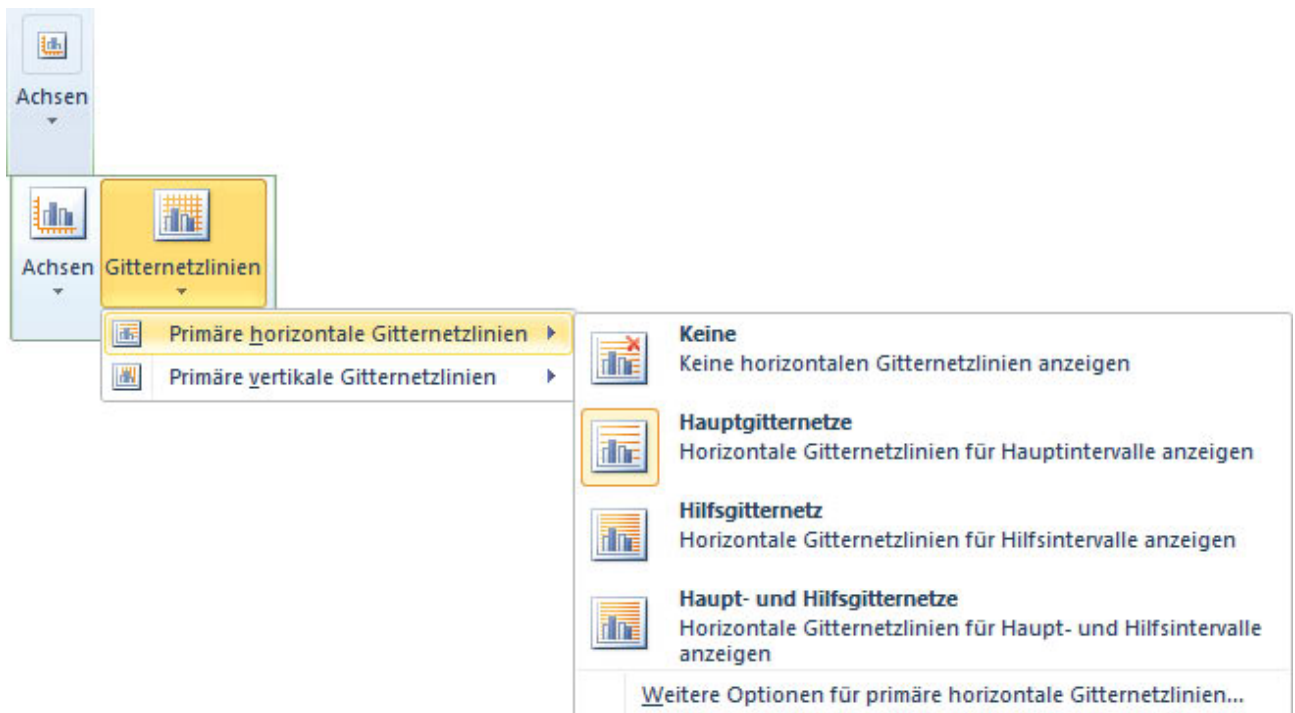 Achsen
Achsen
Gitternetzlinien
Primäre horizontale Gitternetzlinien
Primäre vertikale Gitternetzlinien
Keine
Keine horizontalen Gitternetzlinien anzeigen
Hauptgitternetze
Horizontale Gitternetzlinien für Hauptintervalle anzeigen
Hilfsgitternetz
Horizontale Gitternetzlinien für Hilfsintervalle anzeigen
Haupt- und Hilfsgitternetze
Horizontale Gitternetzlinien für Haupt- und Hilfsintervalle
anzeigen
Weitere Optionen für primäre horizontale Gitternetzlinien...